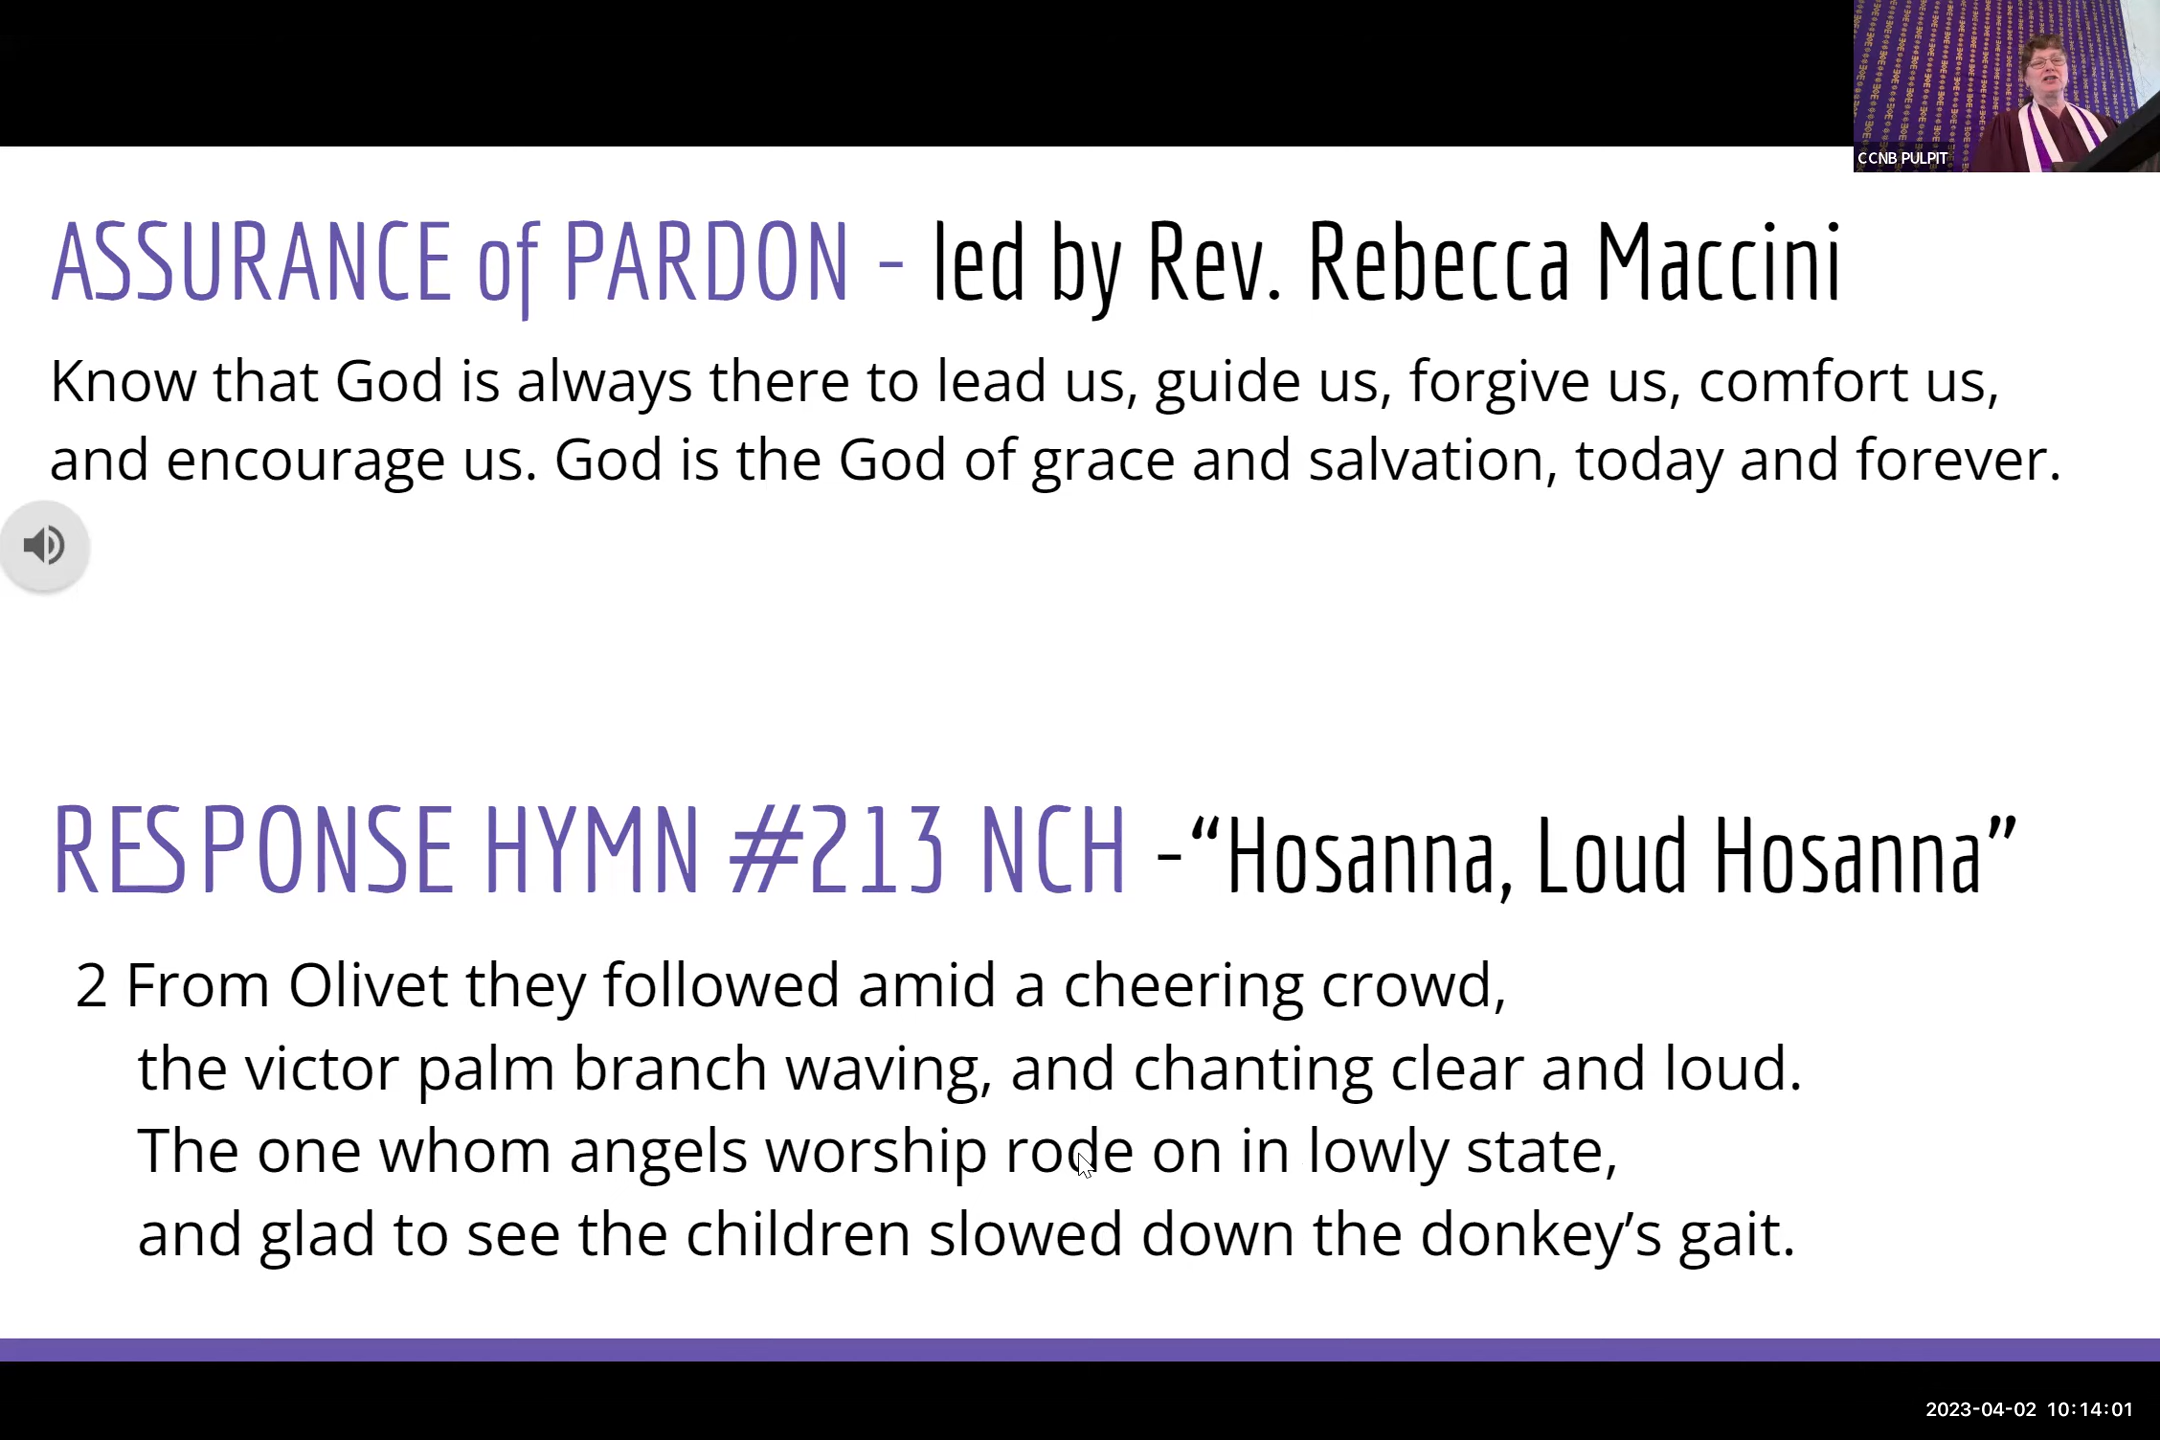 CCNB PULPIT
ASSURANCE of PARDON - led by Rev. Rebecca Maccini
Know that God is always there to lead us, guide us, forgive us, comfort us,
and encourage us. God is the God of grace and salvation, today and forever.
RESPONSE HYMN #213 NCH -“Hosanna, Loud Hosanna”
2 From Olivet they followed amid a cheering crowd,
the victor palm branch waving, and chanting clear and loud.
The one whom angels worship rode on in lowly state,
and glad to see the children slowed down the donkey’s gait.
2023-04-02 10:14:01